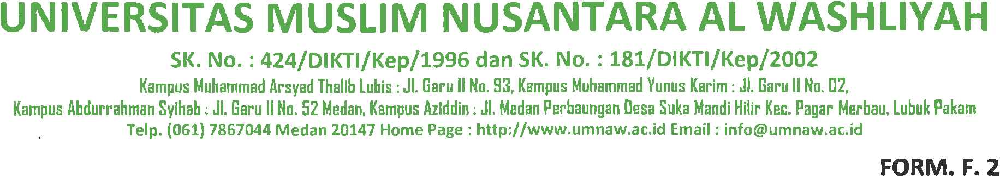 UNIVERSITAS MUSLIM NUSANTARA AL WASHLIYAH
SK. No. : 424/DIKTI/Kep/1996 dan SK. No. : 181/DIKTI/Kep/2002
Kampus Muhammad Arsyad Thalib Lubis : Jl. Garu II No. 93, Kampus Muhammad Yunus Karim : Jl. Garu II No. 02,
Kampus Abdurrahman Syihab : Jl. Garu II No. 52 Medan, Kampus Aziddin : Jl. Medan Perbaungan Desa Suka Mandi Hilir Kec. Pagar Merbau, Lubuk Pakam
Telp. (061) 7867044 Medan 20147 Home Page : http://www.umnaw.ac.id Email : info@umnaw.ac.id
FORM. F. 2